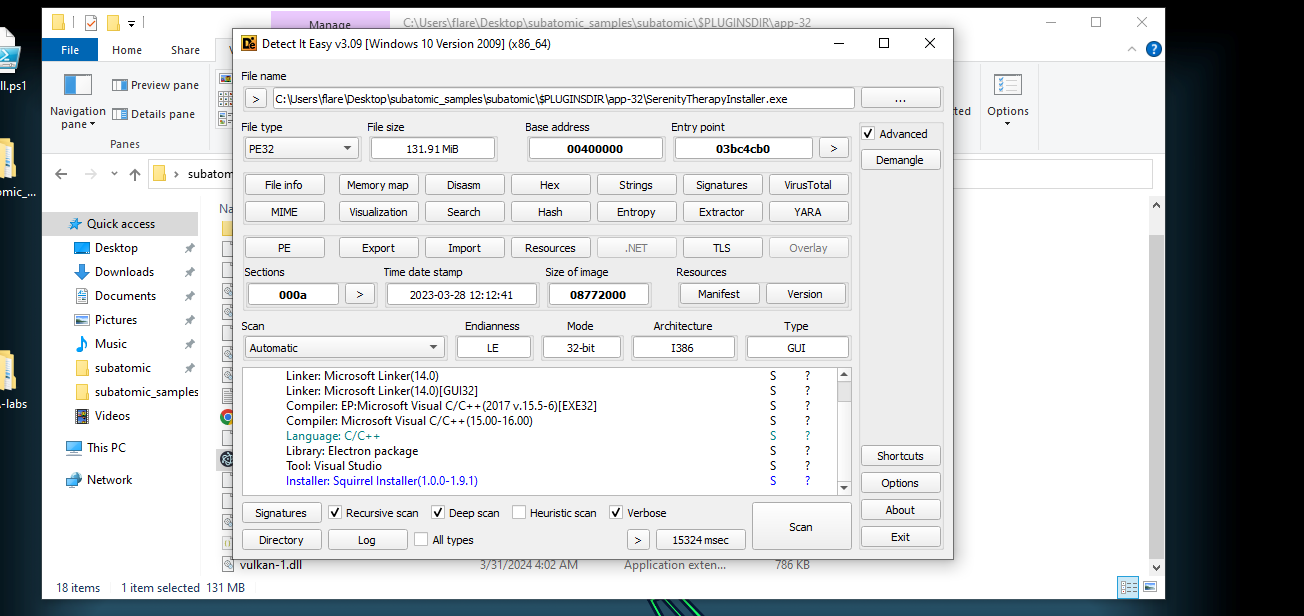 Manage
C:\Users\flare\Desktop\subatomic_samples\subatomic\$PLUGINSDIR\app-32
File
Home
Share
ll.ps1
Navigation
pane
Preview pane
Details pane
Panes
Options
omic_...
subatom
Quick access
Desktop
Downloads
Documents
Pictures
Music
subatomic
subatomic_samples
Videos
This PC
Network
-labs
Na
Detect It Easy v3.09 [Windows 10 Version 2009] (x86_64)
File name
> C:\Users\flare\Desktop\subatomic_samples\subatomic\$PLUGINSDIR\app-32\SerenityTherapyInstaller.exe ...
File type File size Base address Entry point
PE32 131.91 MiB 00400000 03bc4cb0 >
Advanced
Demangle
File info Memory map Disasm Hex Strings Signatures VirusTotal
MIME Visualization Search Hash Entropy Extractor YARA
PE Export Import Resources .NET TLS Overlay
Sections Time date stamp Size of image Resources
000a > 2023-03-28 12:12:41 08772000 Manifest Version
Scan Endianness Mode Architecture Type
Automatic LE 32-bit I386 GUI
Linker: Microsoft Linker(14.0) S ?
Linker: Microsoft Linker(14.0)[GUI32] S ?
Compiler: EP:Microsoft Visual C/C++(2017 v.15.5-6)[EXE32] S ?
Compiler: Microsoft Visual C/C++(15.00-16.00) S ?
Language: C/C++ S ?
Library: Electron package S ?
Tool: Visual Studio S ?
Installer: Squirrel Installer(1.0.0-1.9.1) S ?
Shortcuts
Options
About
Exit
Signatures Recursive scan Deep scan Heuristic scan Verbose Scan
Directory Log All types > 15324 msec
vulkan-1.dll 3/31/2024 4:02 AM Application exten... 786 KB
18 items 1 item selected 131 MB